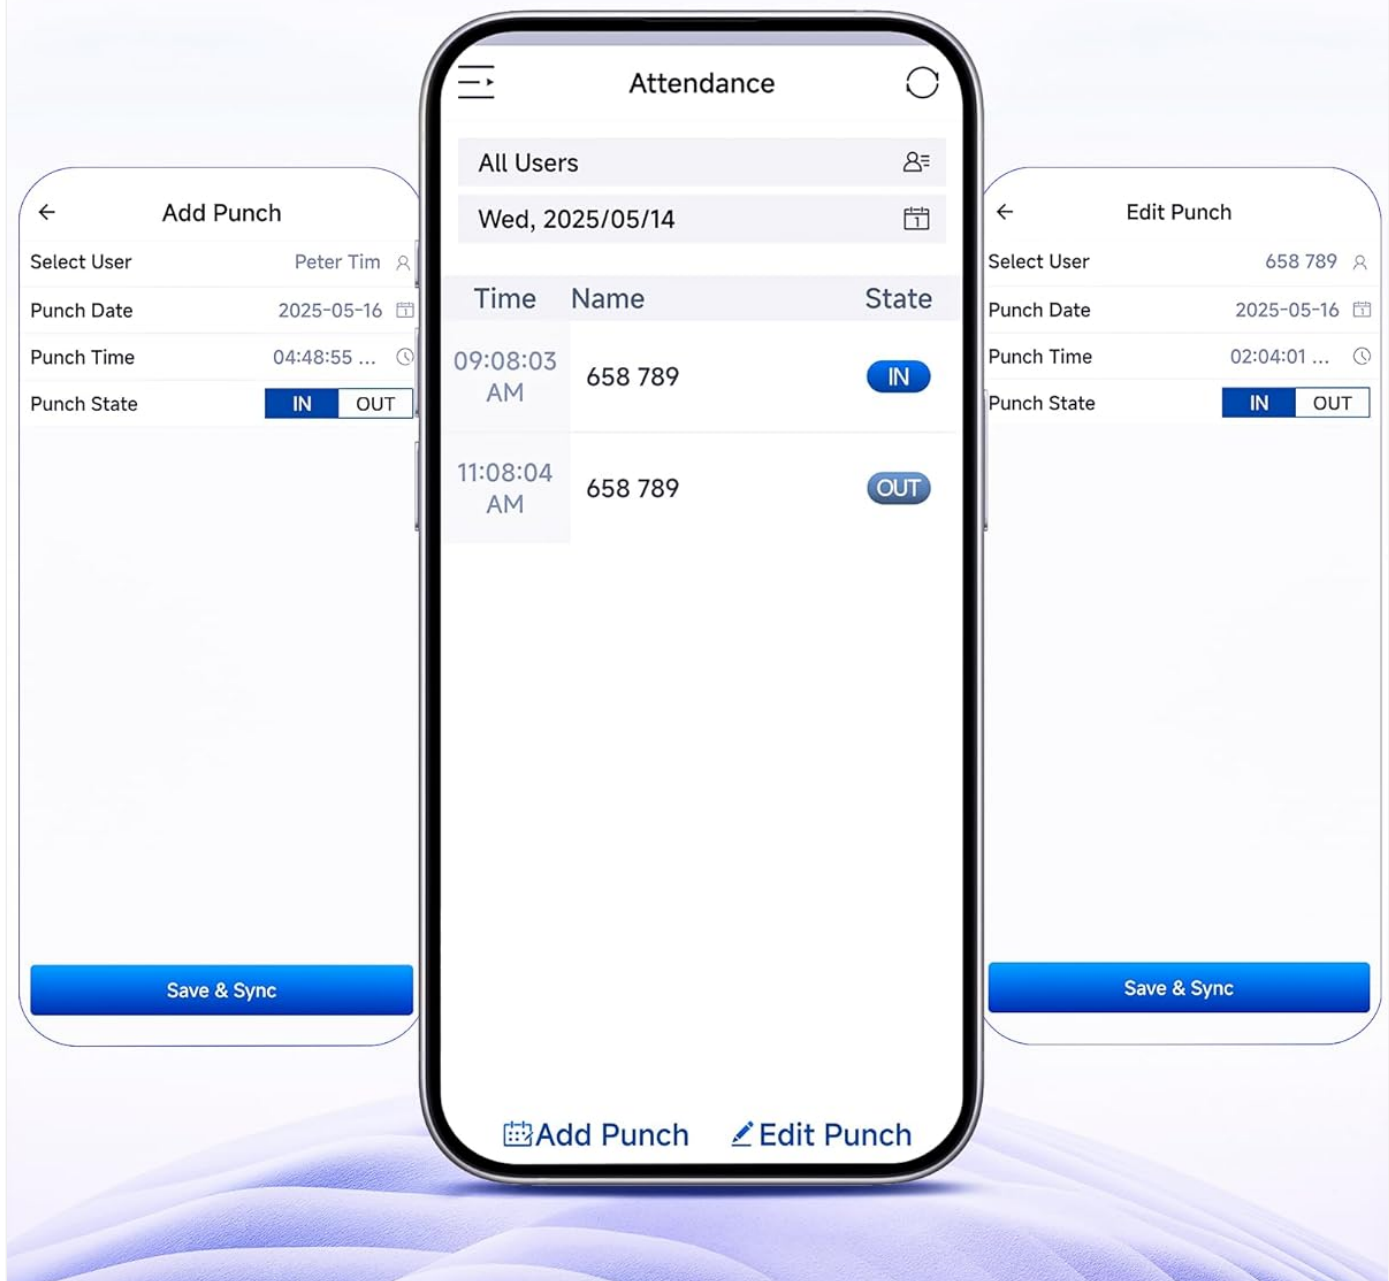 Add Punch
Select User Peter Tim
Punch Date 2025-05-16
Punch Time 04:48:55 ...
Punch State IN OUT
Save & Sync
Attendance
All Users
Wed, 2025/05/14
Time Name State
09:08:03 AM 658 789 IN
11:08:04 AM 658 789 OUT
Add Punch Edit Punch
Edit Punch
Select User 658 789
Punch Date 2025-05-16
Punch Time 02:04:01 ...
Punch State IN OUT
Save & Sync